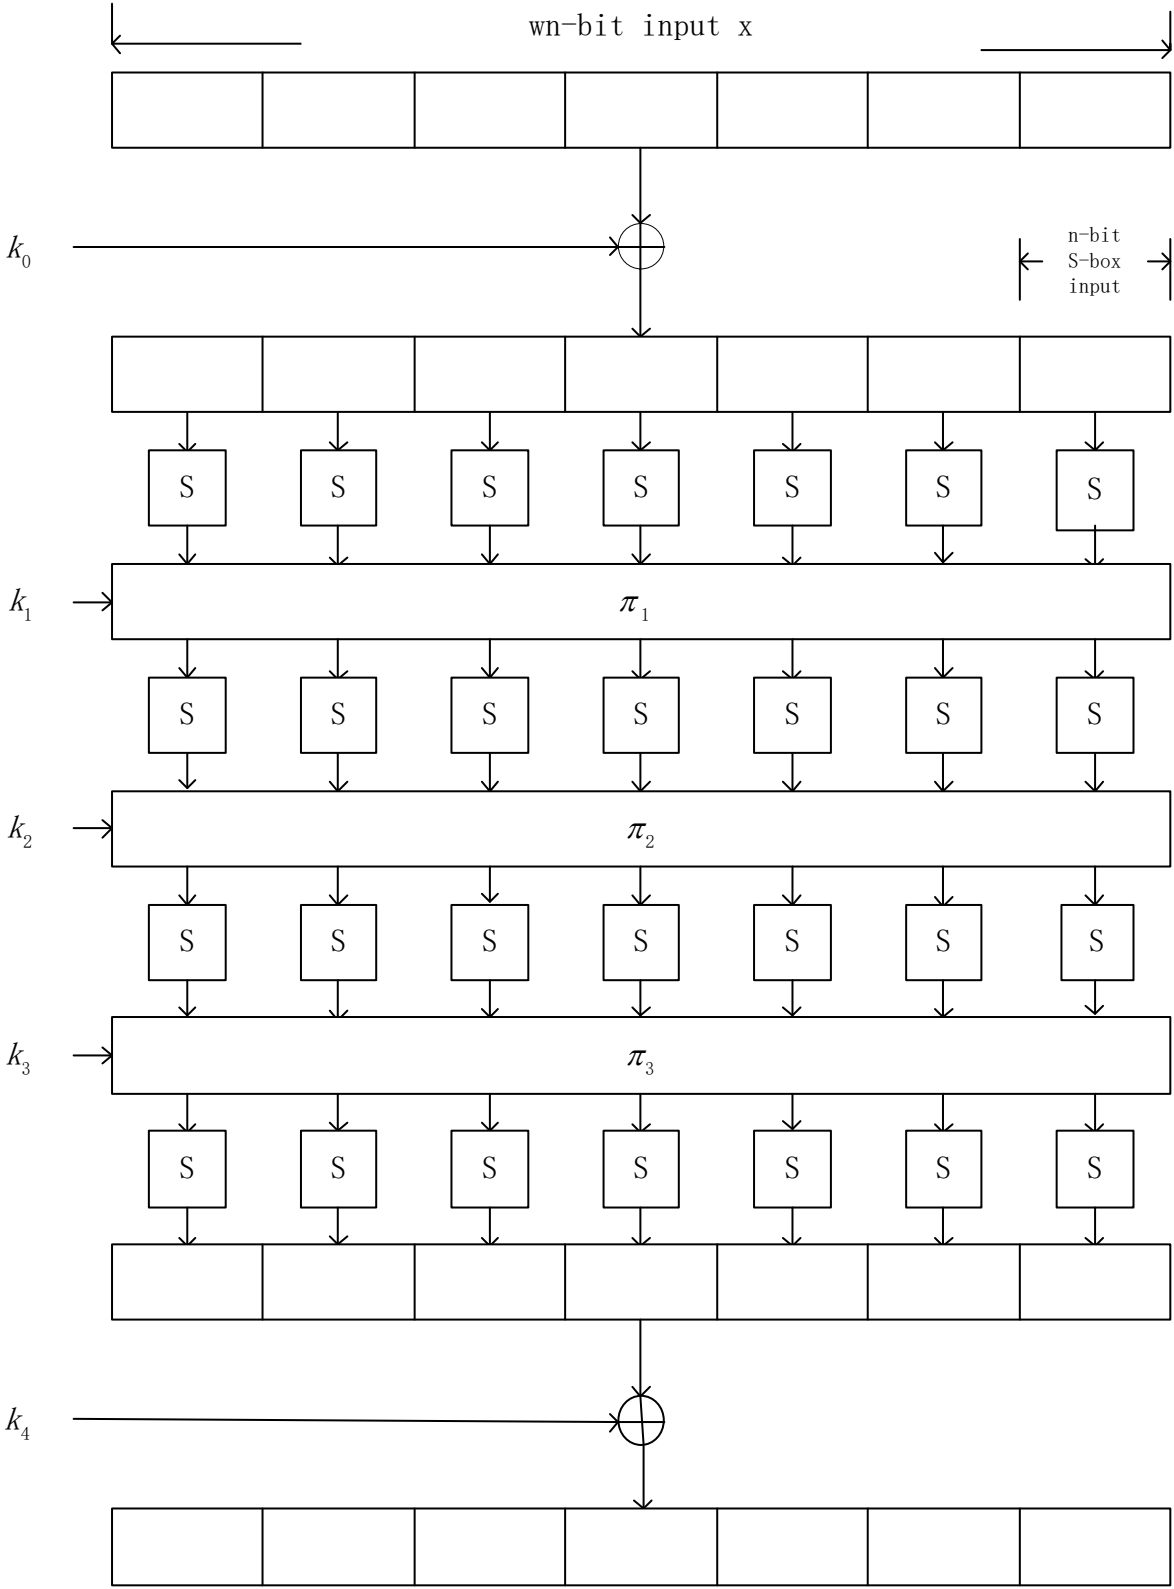 wn-bit input x
k₀
n-bit
S-box
input
S S S S S S S
k₁ π₁
S S S S S S S
k₂ π₂
S S S S S S S
k₃ π₃
S S S S S S S
k₄